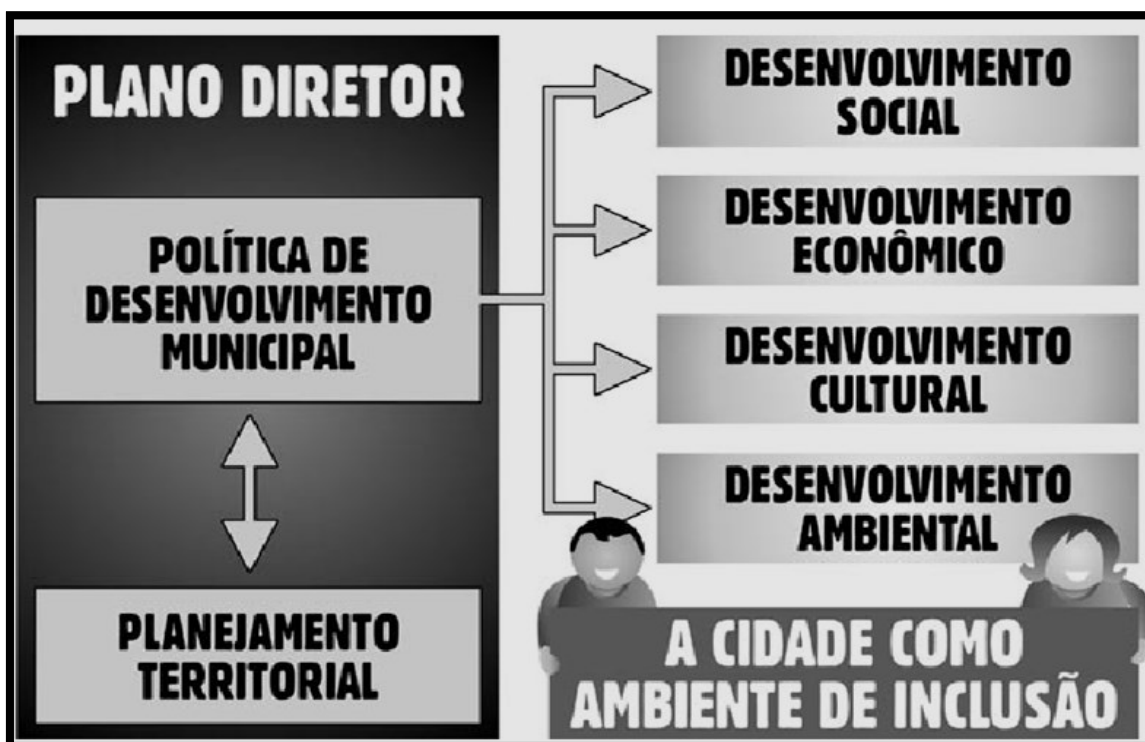 PLANO DIRETOR
POLÍTICA DE
DESENVOLVIMENTO
MUNICIPAL
PLANEJAMENTO
TERRITORIAL
DESENVOLVIMENTO
SOCIAL
DESENVOLVIMENTO
ECONÔMICO
DESENVOLVIMENTO
CULTURAL
DESENVOLVIMENTO
AMBIENTAL
A CIDADE COMO
AMBIENTE DE INCLUSÃO